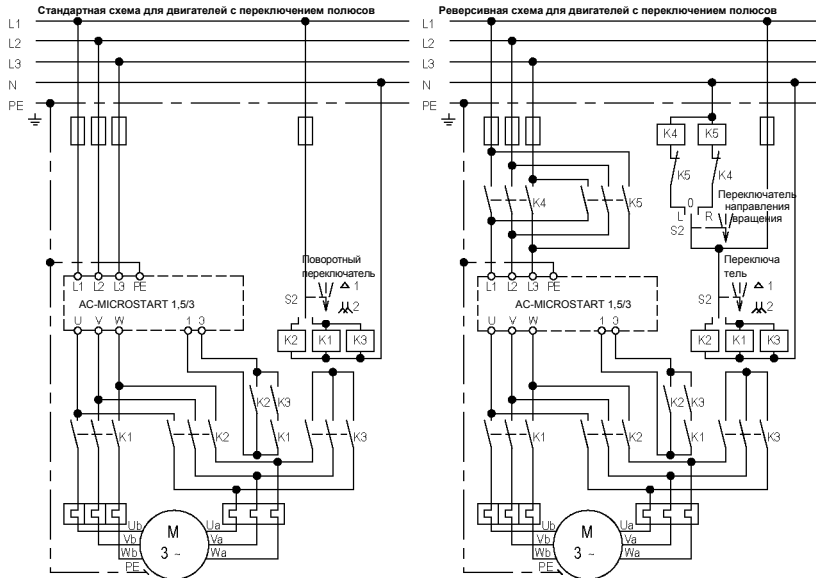 Стандартная схема для двигателей с переключением полюсов
L1
L2
L3
N
PE
L1 L2 L3 PE
AC-MICROSTART 1,5/3
U V W 1 C
Поворотный
переключатель
1
S2
2
K2 K1 K3
K2 K3
K1 K2 K1 K3
Ub Ua
M
Vb Va
3 ~
Wb Wa
PE
Реверсивная схема для двигателей с переключением полюсов
L1
L2
L3
N
PE
K4 K5
K5 K4
K4 K5
Переключатель
направления
вращения
0
L R
S2
L1 L2 L3 PE
AC-MICROSTART 1,5/3
U V W 1 C
Переключа
тель
1
S2
2
K2 K1 K3
K2 K3
K1 K2 K1 K3
Ub Ua
M
Vb Va
3 ~
Wb Wa
PE